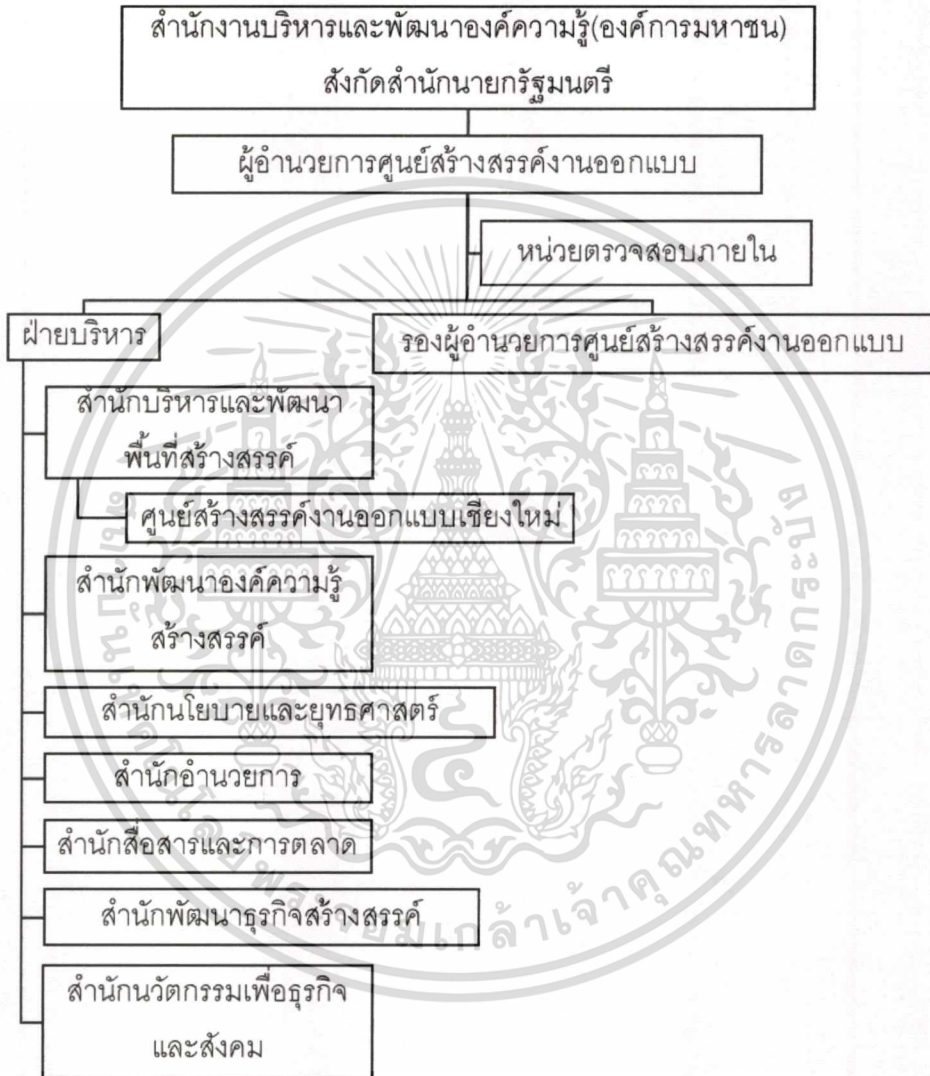 สำนักงานบริหารและพัฒนาองค์ความรู้(องค์การมหาชน)
สังกัดสำนักนายกรัฐมนตรี
ผู้อำนวยการศูนย์สร้างสรรค์งานออกแบบ
หน่วยตรวจสอบภายใน
ฝ่ายบริหาร
รองผู้อำนวยการศูนย์สร้างสรรค์งานออกแบบ
สำนักบริหารและพัฒนา
พื้นที่สร้างสรรค์
ศูนย์สร้างสรรค์งานออกแบบเชียงใหม่
สำนักพัฒนาองค์ความรู้
สร้างสรรค์
สำนักนโยบายและยุทธศาสตร์
สำนักอำนวยการ
สำนักสื่อสารและการตลาด
สำนักพัฒนาธุรกิจสร้างสรรค์
สำนักนวัตกรรมเพื่อธุรกิจ
และสังคม